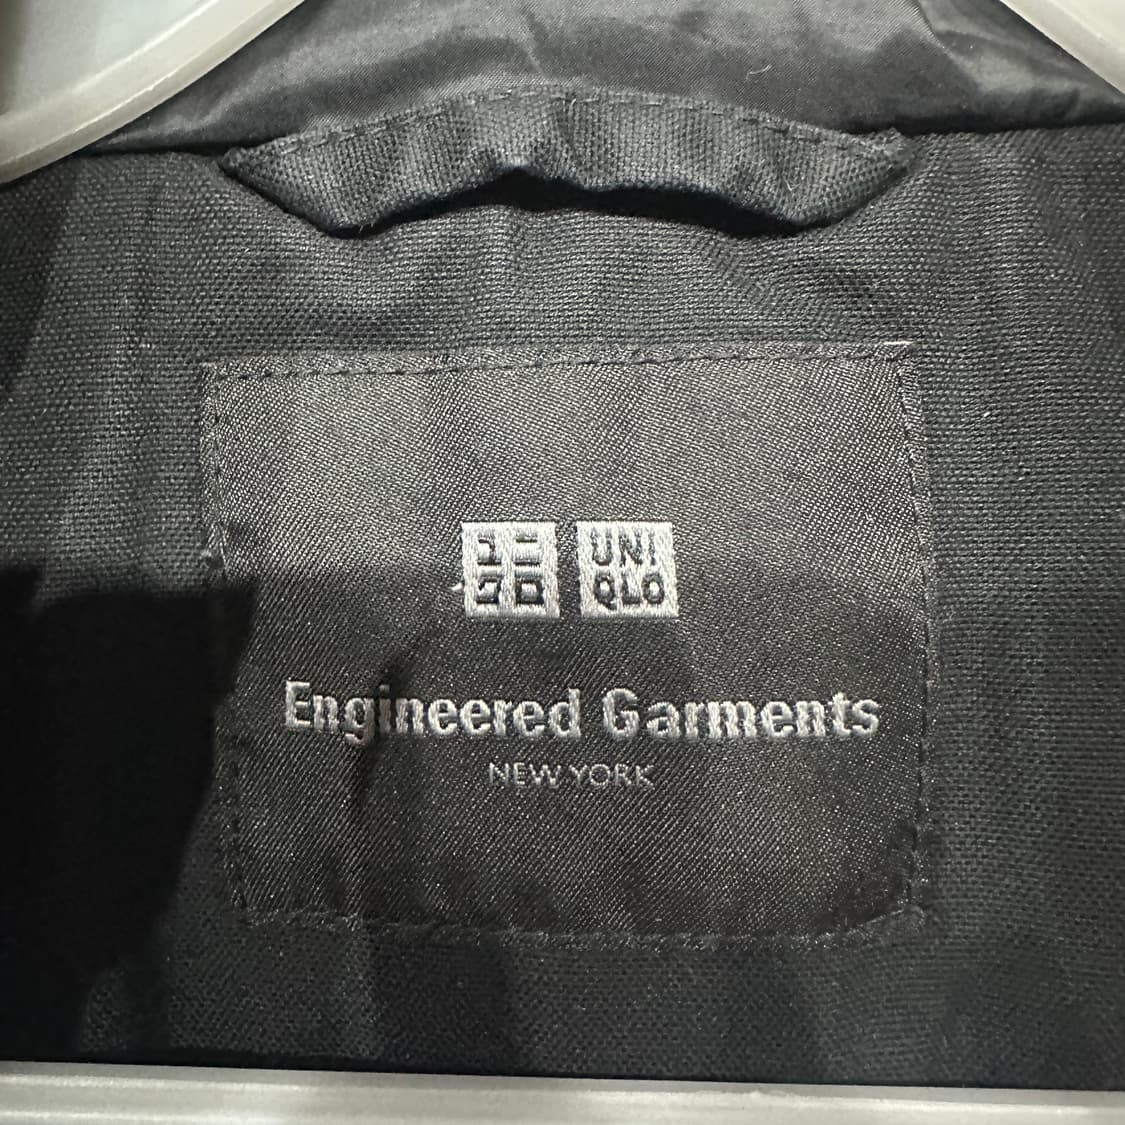 ユニ UNI
クロ QLO
Engineered Garments
NEW YORK